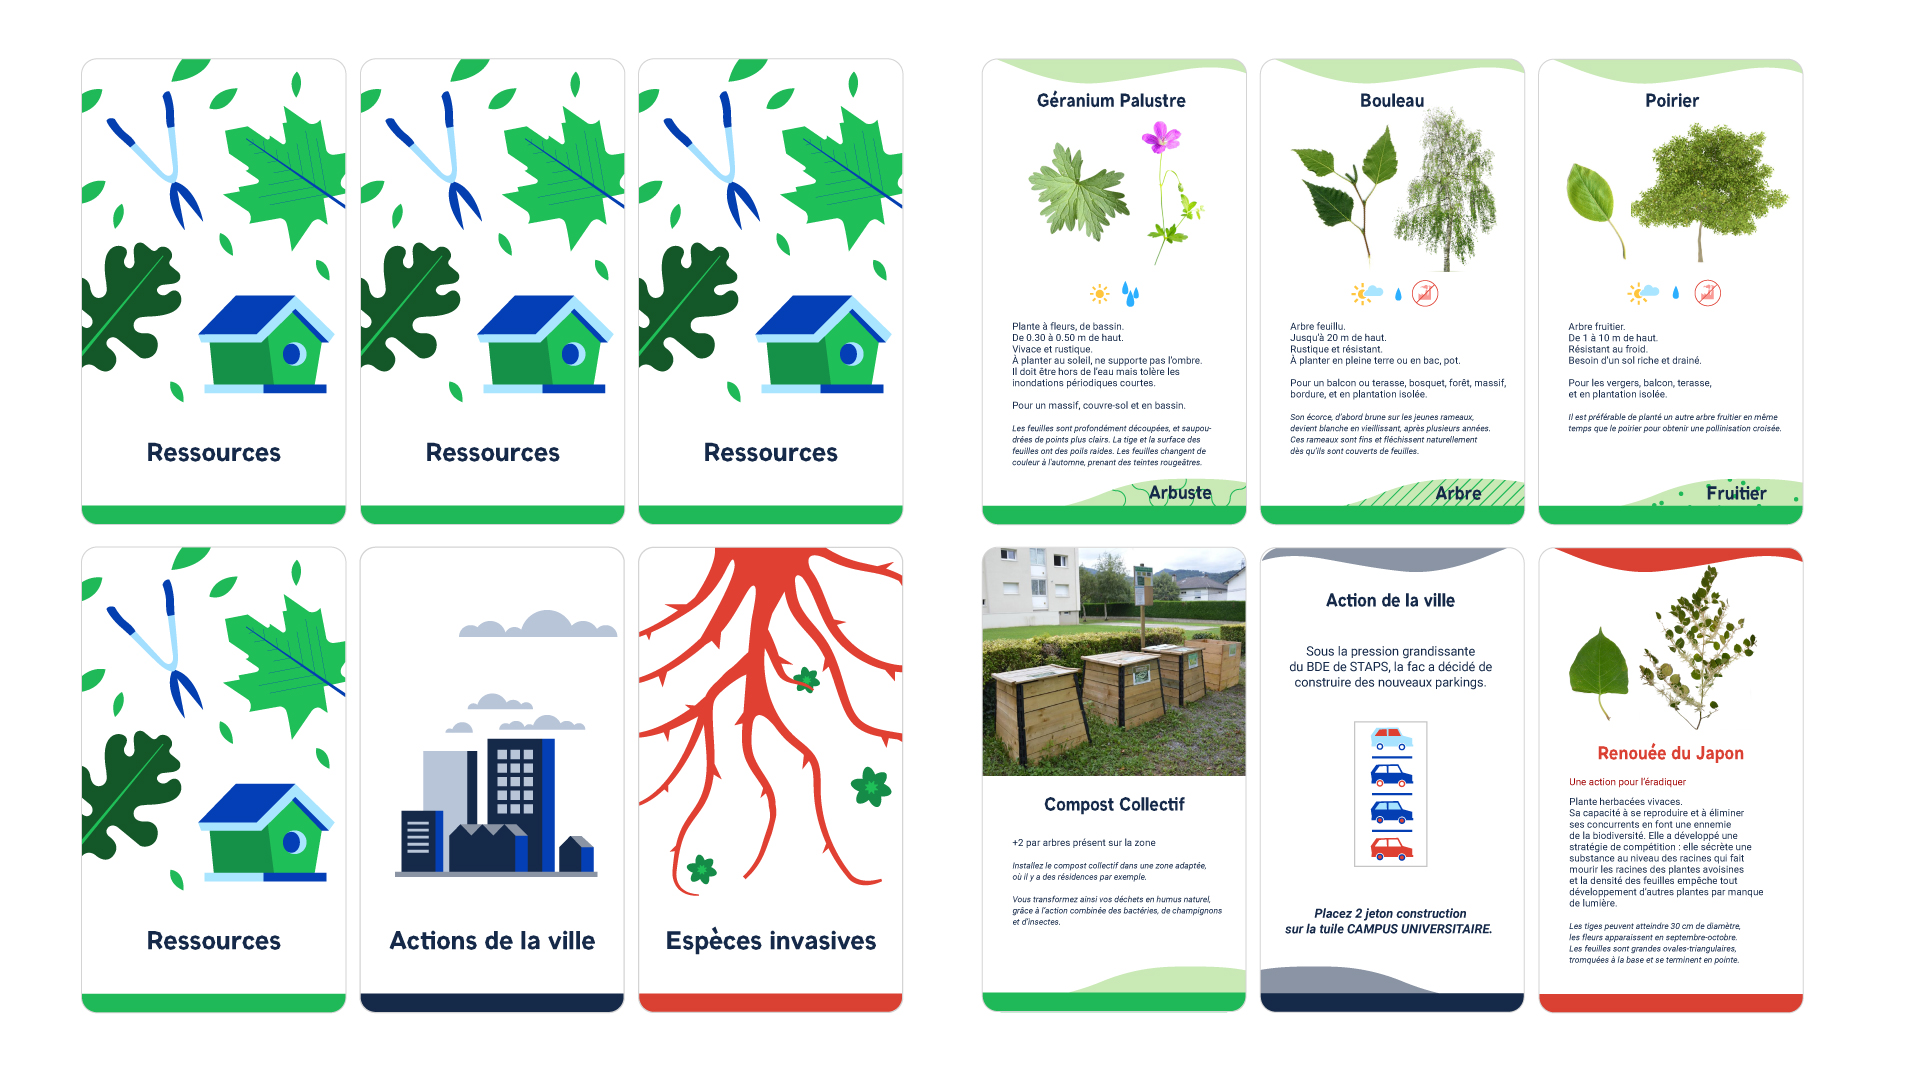 Ressources
Ressources
Ressources
Géranium Palustre
Plante à fleurs, de bassin.
De 0.30 à 0.50 m de haut.
Vivace et rustique.
À planter au soleil, ne supporte pas l'ombre.
Il doit être hors de l'eau mais tolère les
inondations périodiques courtes.
Pour un massif, couvre-sol et en bassin.
Les feuilles sont profondément découpées, et saupou-
drées de points plus clairs. La tige et la surface des
feuilles ont des poils raides. Les feuilles changent de
couleur à l'automne, prenant des teintes rougeâtres.
Arbuste
Bouleau
Arbre feuillu.
Jusqu'à 20 m de haut.
Rustique et résistant.
À planter en pleine terre ou en bac, pot.
Pour un balcon ou terasse, bosquet, forêt, massif,
bordure, et en plantation isolée.
Son écorce, d'abord brune sur les jeunes rameaux,
devient blanche en vieillissant, après plusieurs années.
Ces rameaux sont fins et fléchissent naturellement
dès qu'ils sont couverts de feuilles.
Arbre
Poirier
Arbre fruitier.
De 1 à 10 m de haut.
Résistant au froid.
Besoin d'un sol riche et drainé.
Pour les vergers, balcon, terasse,
et en plantation isolée.
Il est préférable de planté un autre arbre fruitier en même
temps que le poirier pour obtenir une pollinisation croisée.
Fruitier
Ressources
Actions de la ville
Espèces invasives
Compost Collectif
+2 par arbres présent sur la zone
Installez le compost collectif dans une zone adaptée,
où il y a des résidences par exemple.
Vous transformez ainsi vos déchets en humus naturel,
grâce à l'action combinée des bactéries, de champignons
et d'insectes.
Action de la ville
Sous la pression grandissante
du BDE de STAPS, la fac a décidé de
construire des nouveaux parkings.
Placez 2 jeton construction
sur la tuile CAMPUS UNIVERSITAIRE.
Renouée du Japon
Une action pour l'éradiquer
Plante herbacées vivaces.
Sa capacité à se reproduire et à éliminer
ses concurrents en font une ennemie
de la biodiversité. Elle a développé une
stratégie de compétition : elle sécrète une
substance au niveau des racines qui fait
mourir les racines des plantes avoisines
et la densité des feuilles empêche tout
développement d'autres plantes par manque
de lumière.
Les tiges peuvent atteindre 30 cm de diamètre,
les fleurs apparaissent en septembre-octobre.
Les feuilles sont grandes ovales-triangulaires,
tromquées à la base et se terminent en pointe.